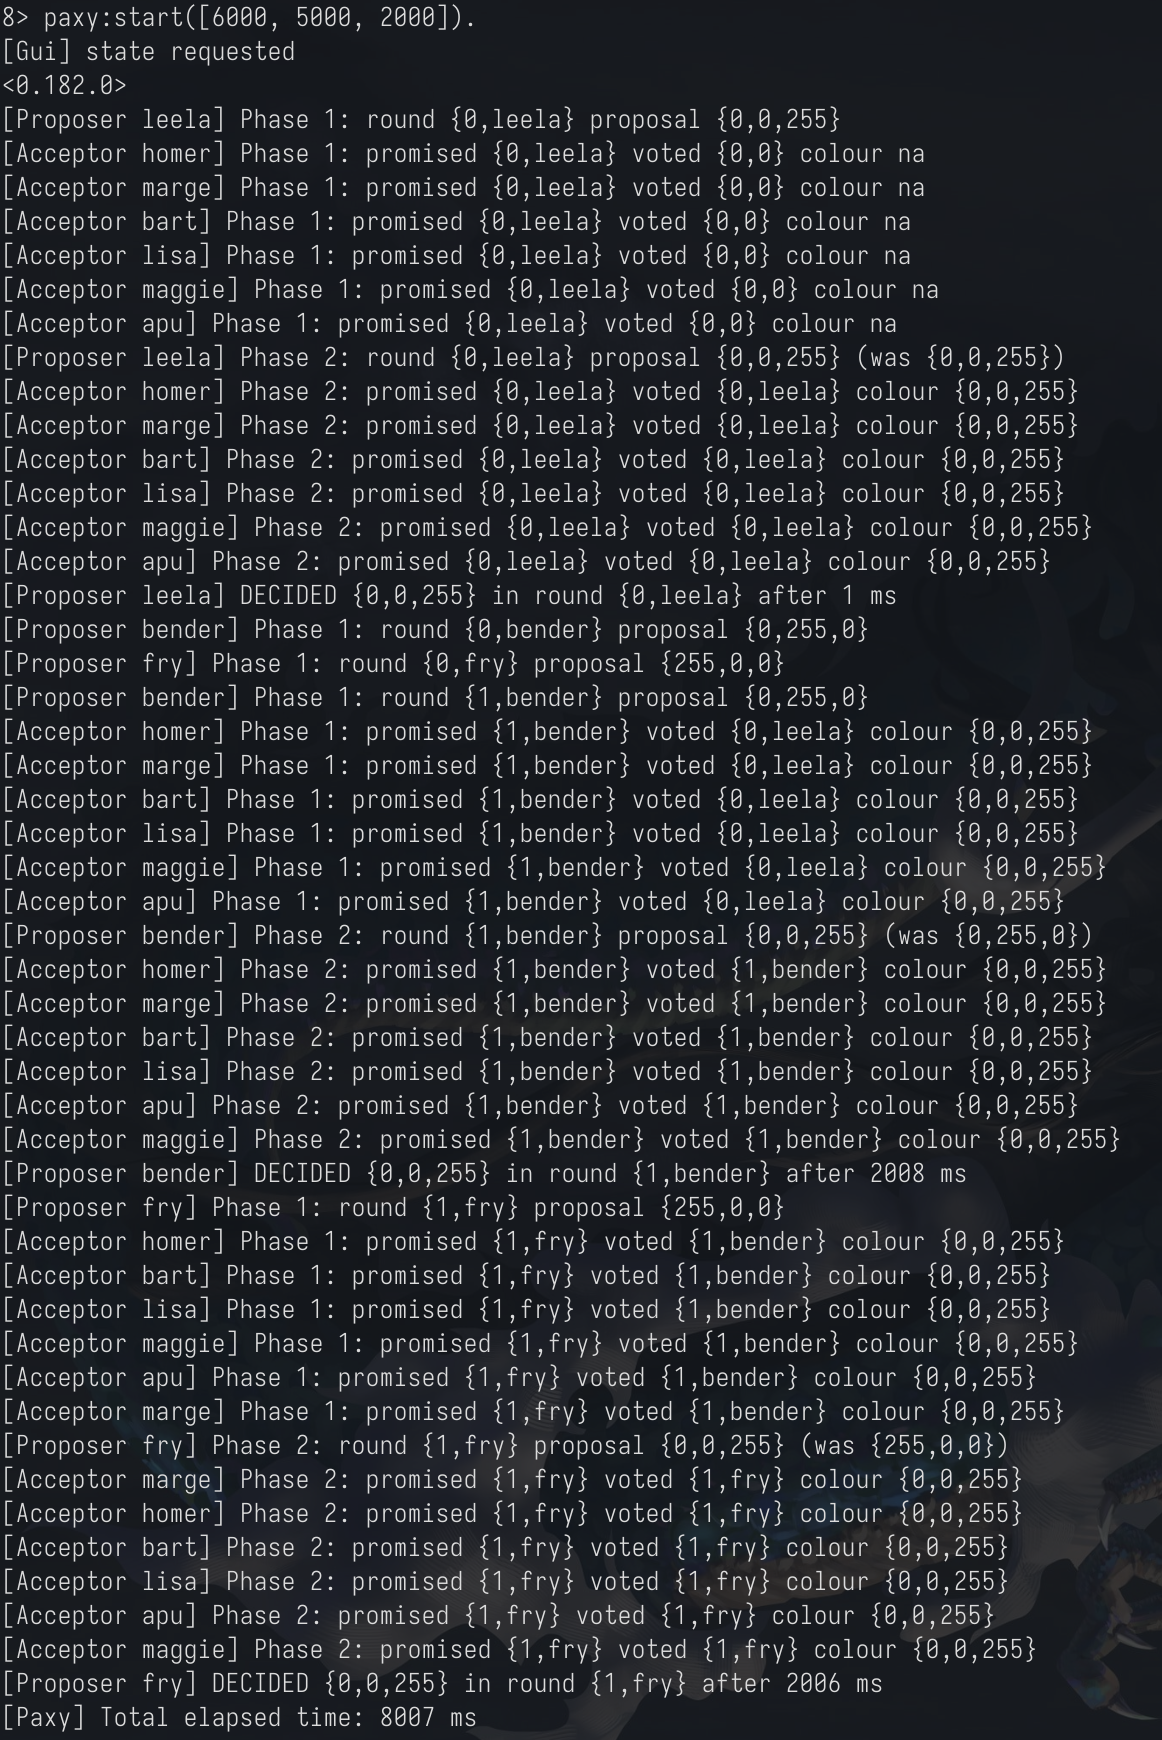 8> paxy:start([6000, 5000, 2000]).
[Gui] state requested
<0.182.0>
[Proposer leela] Phase 1: round {0,leela} proposal {0,0,255}
[Acceptor homer] Phase 1: promised {0,leela} voted {0,0} colour na
[Acceptor marge] Phase 1: promised {0,leela} voted {0,0} colour na
[Acceptor bart] Phase 1: promised {0,leela} voted {0,0} colour na
[Acceptor lisa] Phase 1: promised {0,leela} voted {0,0} colour na
[Acceptor maggie] Phase 1: promised {0,leela} voted {0,0} colour na
[Acceptor apu] Phase 1: promised {0,leela} voted {0,0} colour na
[Proposer leela] Phase 2: round {0,leela} proposal {0,0,255} (was {0,0,255})
[Acceptor homer] Phase 2: promised {0,leela} voted {0,leela} colour {0,0,255}
[Acceptor marge] Phase 2: promised {0,leela} voted {0,leela} colour {0,0,255}
[Acceptor bart] Phase 2: promised {0,leela} voted {0,leela} colour {0,0,255}
[Acceptor lisa] Phase 2: promised {0,leela} voted {0,leela} colour {0,0,255}
[Acceptor maggie] Phase 2: promised {0,leela} voted {0,leela} colour {0,0,255}
[Acceptor apu] Phase 2: promised {0,leela} voted {0,leela} colour {0,0,255}
[Proposer leela] DECIDED {0,0,255} in round {0,leela} after 1 ms
[Proposer bender] Phase 1: round {0,bender} proposal {0,255,0}
[Proposer fry] Phase 1: round {0,fry} proposal {255,0,0}
[Proposer bender] Phase 1: round {1,bender} proposal {0,255,0}
[Acceptor homer] Phase 1: promised {1,bender} voted {0,leela} colour {0,0,255}
[Acceptor marge] Phase 1: promised {1,bender} voted {0,leela} colour {0,0,255}
[Acceptor bart] Phase 1: promised {1,bender} voted {0,leela} colour {0,0,255}
[Acceptor lisa] Phase 1: promised {1,bender} voted {0,leela} colour {0,0,255}
[Acceptor maggie] Phase 1: promised {1,bender} voted {0,leela} colour {0,0,255}
[Acceptor apu] Phase 1: promised {1,bender} voted {0,leela} colour {0,0,255}
[Proposer bender] Phase 2: round {1,bender} proposal {0,0,255} (was {0,255,0})
[Acceptor homer] Phase 2: promised {1,bender} voted {1,bender} colour {0,0,255}
[Acceptor marge] Phase 2: promised {1,bender} voted {1,bender} colour {0,0,255}
[Acceptor bart] Phase 2: promised {1,bender} voted {1,bender} colour {0,0,255}
[Acceptor lisa] Phase 2: promised {1,bender} voted {1,bender} colour {0,0,255}
[Acceptor apu] Phase 2: promised {1,bender} voted {1,bender} colour {0,0,255}
[Acceptor maggie] Phase 2: promised {1,bender} voted {1,bender} colour {0,0,255}
[Proposer bender] DECIDED {0,0,255} in round {1,bender} after 2008 ms
[Proposer fry] Phase 1: round {1,fry} proposal {255,0,0}
[Acceptor homer] Phase 1: promised {1,fry} voted {1,bender} colour {0,0,255}
[Acceptor bart] Phase 1: promised {1,fry} voted {1,bender} colour {0,0,255}
[Acceptor lisa] Phase 1: promised {1,fry} voted {1,bender} colour {0,0,255}
[Acceptor maggie] Phase 1: promised {1,fry} voted {1,bender} colour {0,0,255}
[Acceptor apu] Phase 1: promised {1,fry} voted {1,bender} colour {0,0,255}
[Acceptor marge] Phase 1: promised {1,fry} voted {1,bender} colour {0,0,255}
[Proposer fry] Phase 2: round {1,fry} proposal {0,0,255} (was {255,0,0})
[Acceptor marge] Phase 2: promised {1,fry} voted {1,fry} colour {0,0,255}
[Acceptor homer] Phase 2: promised {1,fry} voted {1,fry} colour {0,0,255}
[Acceptor bart] Phase 2: promised {1,fry} voted {1,fry} colour {0,0,255}
[Acceptor lisa] Phase 2: promised {1,fry} voted {1,fry} colour {0,0,255}
[Acceptor apu] Phase 2: promised {1,fry} voted {1,fry} colour {0,0,255}
[Acceptor maggie] Phase 2: promised {1,fry} voted {1,fry} colour {0,0,255}
[Proposer fry] DECIDED {0,0,255} in round {1,fry} after 2006 ms
[Paxy] Total elapsed time: 8007 ms